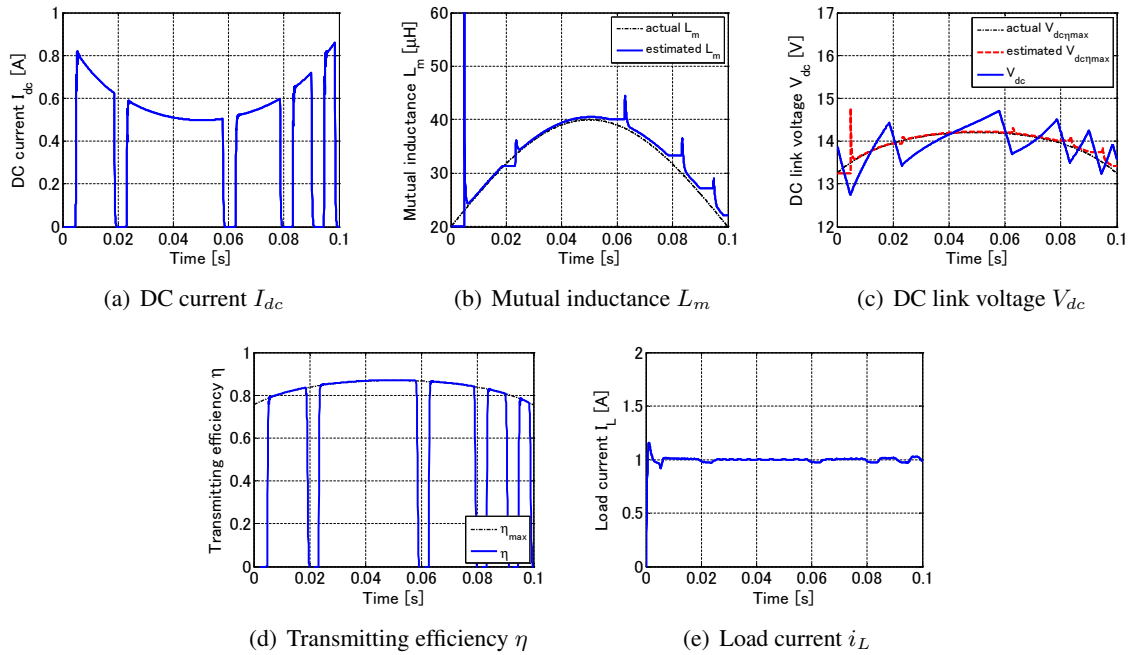 DC current I_dc [A]
1
0.8
0.6
0.4
0.2
0
0 0.02 0.04 0.06 0.08 0.1
Time [s]
(a) DC current I_dc
Mutual inductance L_m [μH]
60
50
40
30
20
actual L_m
estimated L_m
0 0.02 0.04 0.06 0.08 0.1
Time [s]
(b) Mutual inductance L_m
DC link voltage V_dc [V]
17
16
15
14
13
12
actual V_dcηmax
estimated V_dcηmax
V_dc
0 0.02 0.04 0.06 0.08 0.1
Time [s]
(c) DC link voltage V_dc
Transmitting efficiency η
1
0.8
0.6
0.4
0.2
0
η_max
η
0 0.02 0.04 0.06 0.08 0.1
Time [s]
(d) Transmitting efficiency η
Load current I_L [A]
2
1.5
1
0.5
0
0 0.02 0.04 0.06 0.08 0.1
Time [s]
(e) Load current i_L